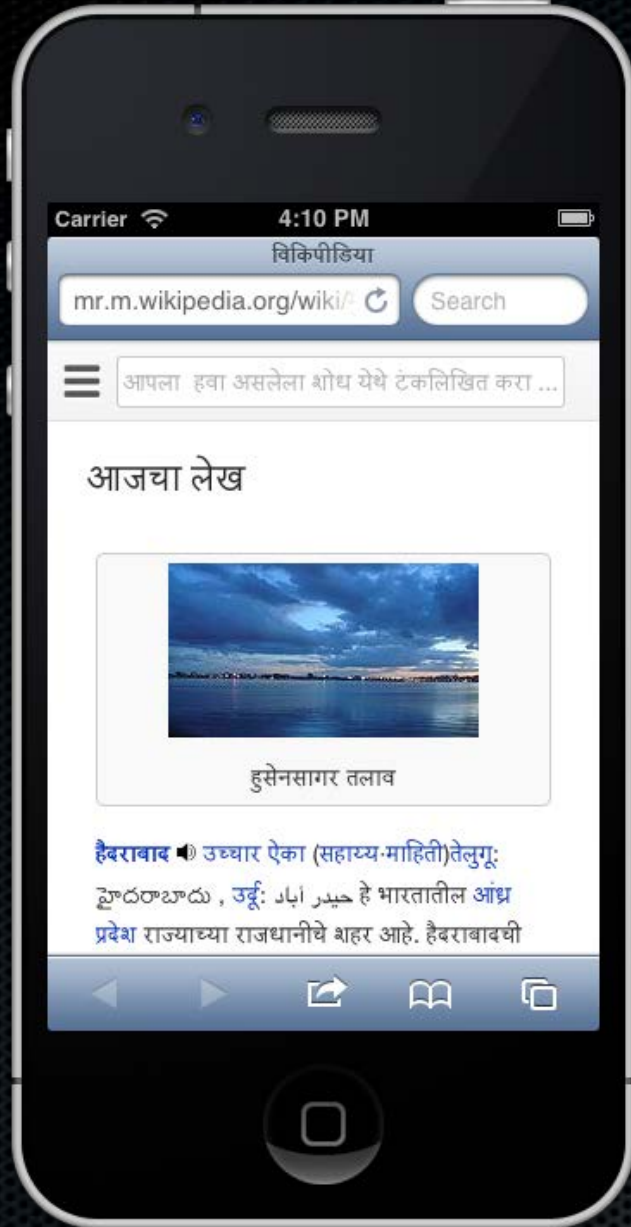 Carrier 4:10 PM
विकिपीडिया
mr.m.wikipedia.org/wiki/ Search
आपला हवा असलेला शोध येथे टंकलिखित करा ...
आजचा लेख
हुसेनसागर तलाव
हैदराबाद उच्चार ऐका (सहाय्य·माहिती)तेलुगू:
హైదరాబాదు , उर्दू: حیدر آباد हे भारतातील आंध्र
प्रदेश राज्याच्या राजधानीचे शहर आहे. हैदराबादची